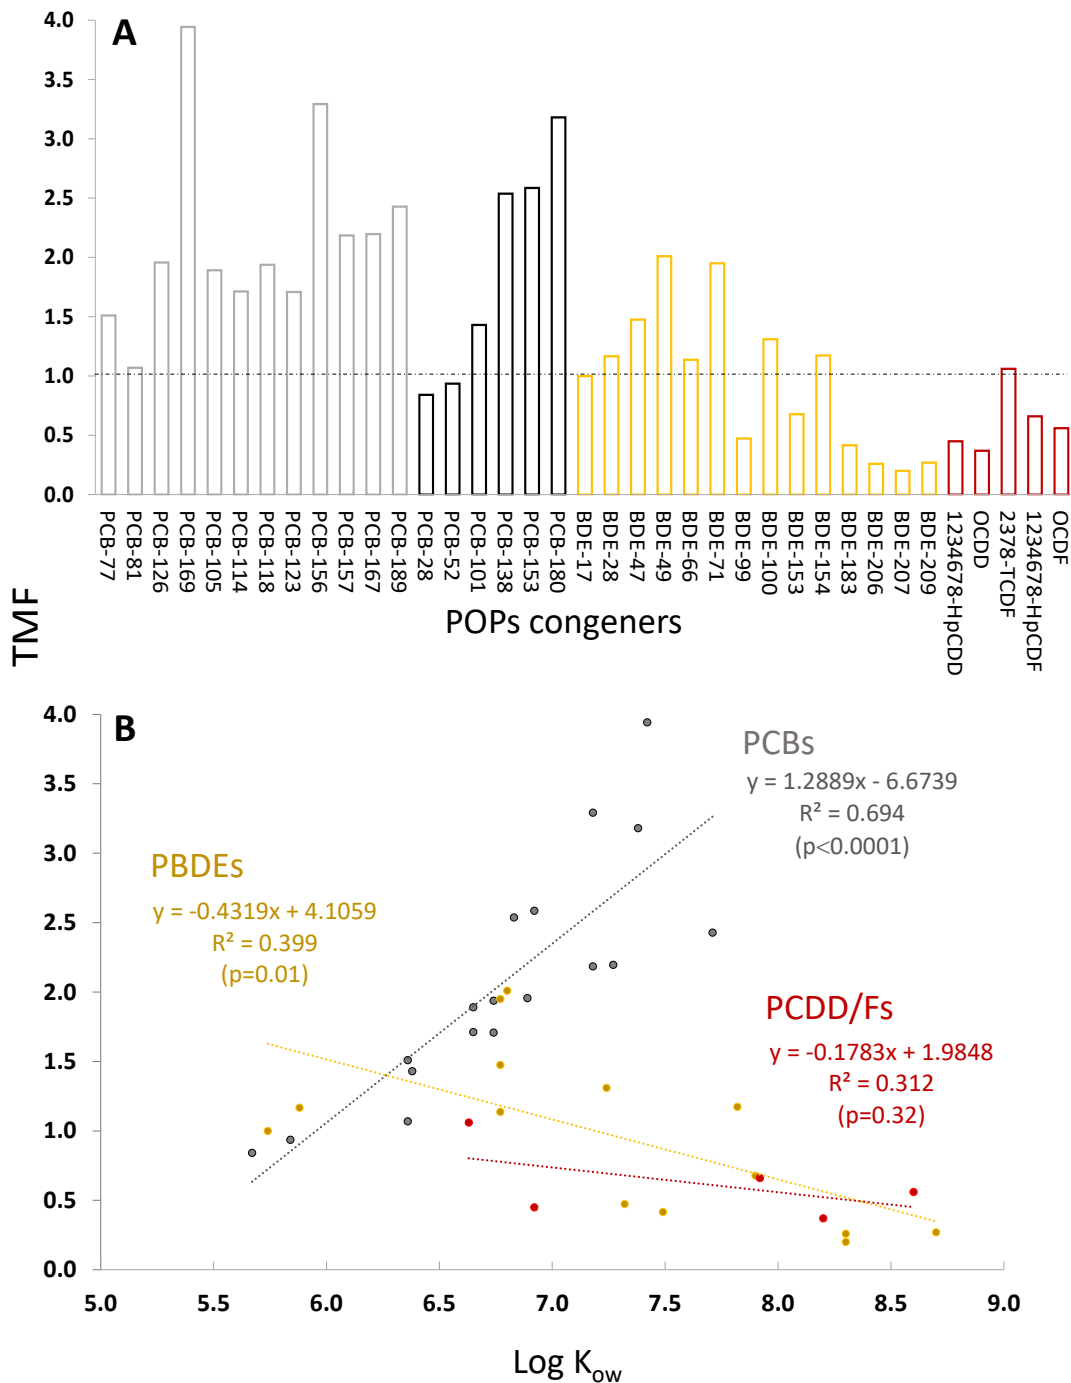 A
4.0
3.5
3.0
2.5
2.0
1.5
1.0
0.5
0.0
PCB-77
PCB-81
PCB-126
PCB-169
PCB-105
PCB-114
PCB-118
PCB-123
PCB-156
PCB-157
PCB-167
PCB-189
PCB-28
PCB-52
PCB-101
PCB-138
PCB-153
PCB-180
BDE-17
BDE-28
BDE-47
BDE-49
BDE-66
BDE-71
BDE-99
BDE-100
BDE-153
BDE-154
BDE-183
BDE-206
BDE-207
BDE-209
1234678-HpCDD
OCDD
2378-TCDF
1234678-HpCDF
OCDF
POPs congeners
TMF
B
4.0
3.5
3.0
2.5
2.0
1.5
1.0
0.5
0.0
PCBs
y = 1.2889x - 6.6739
R² = 0.694
(p<0.0001)
PBDEs
y = -0.4319x + 4.1059
R² = 0.399
(p=0.01)
PCDD/Fs
y = -0.1783x + 1.9848
R² = 0.312
(p=0.32)
5.0 5.5 6.0 6.5 7.0 7.5 8.0 8.5 9.0
Log Kow